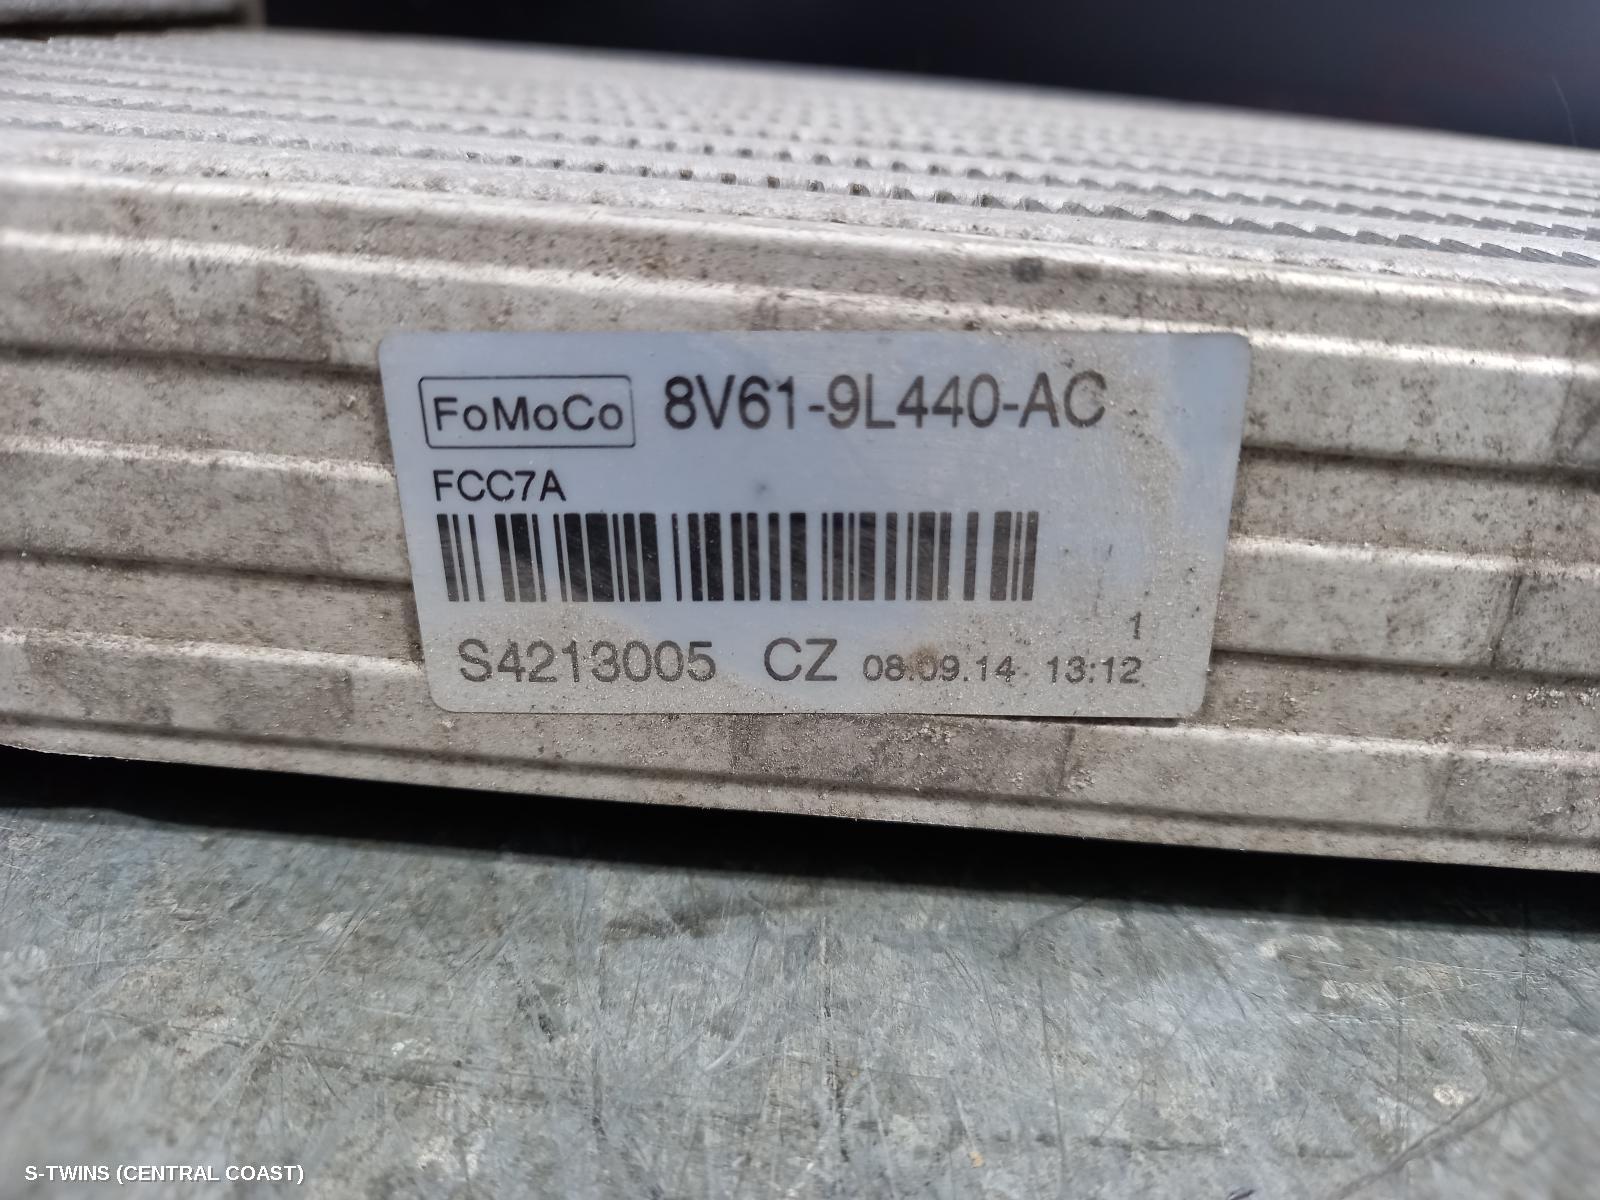 FoMoCo 8V61-9L440-AC
FCC7A
1
S4213005 CZ 08.09.14 13:12
S-TWINS (CENTRAL COAST)